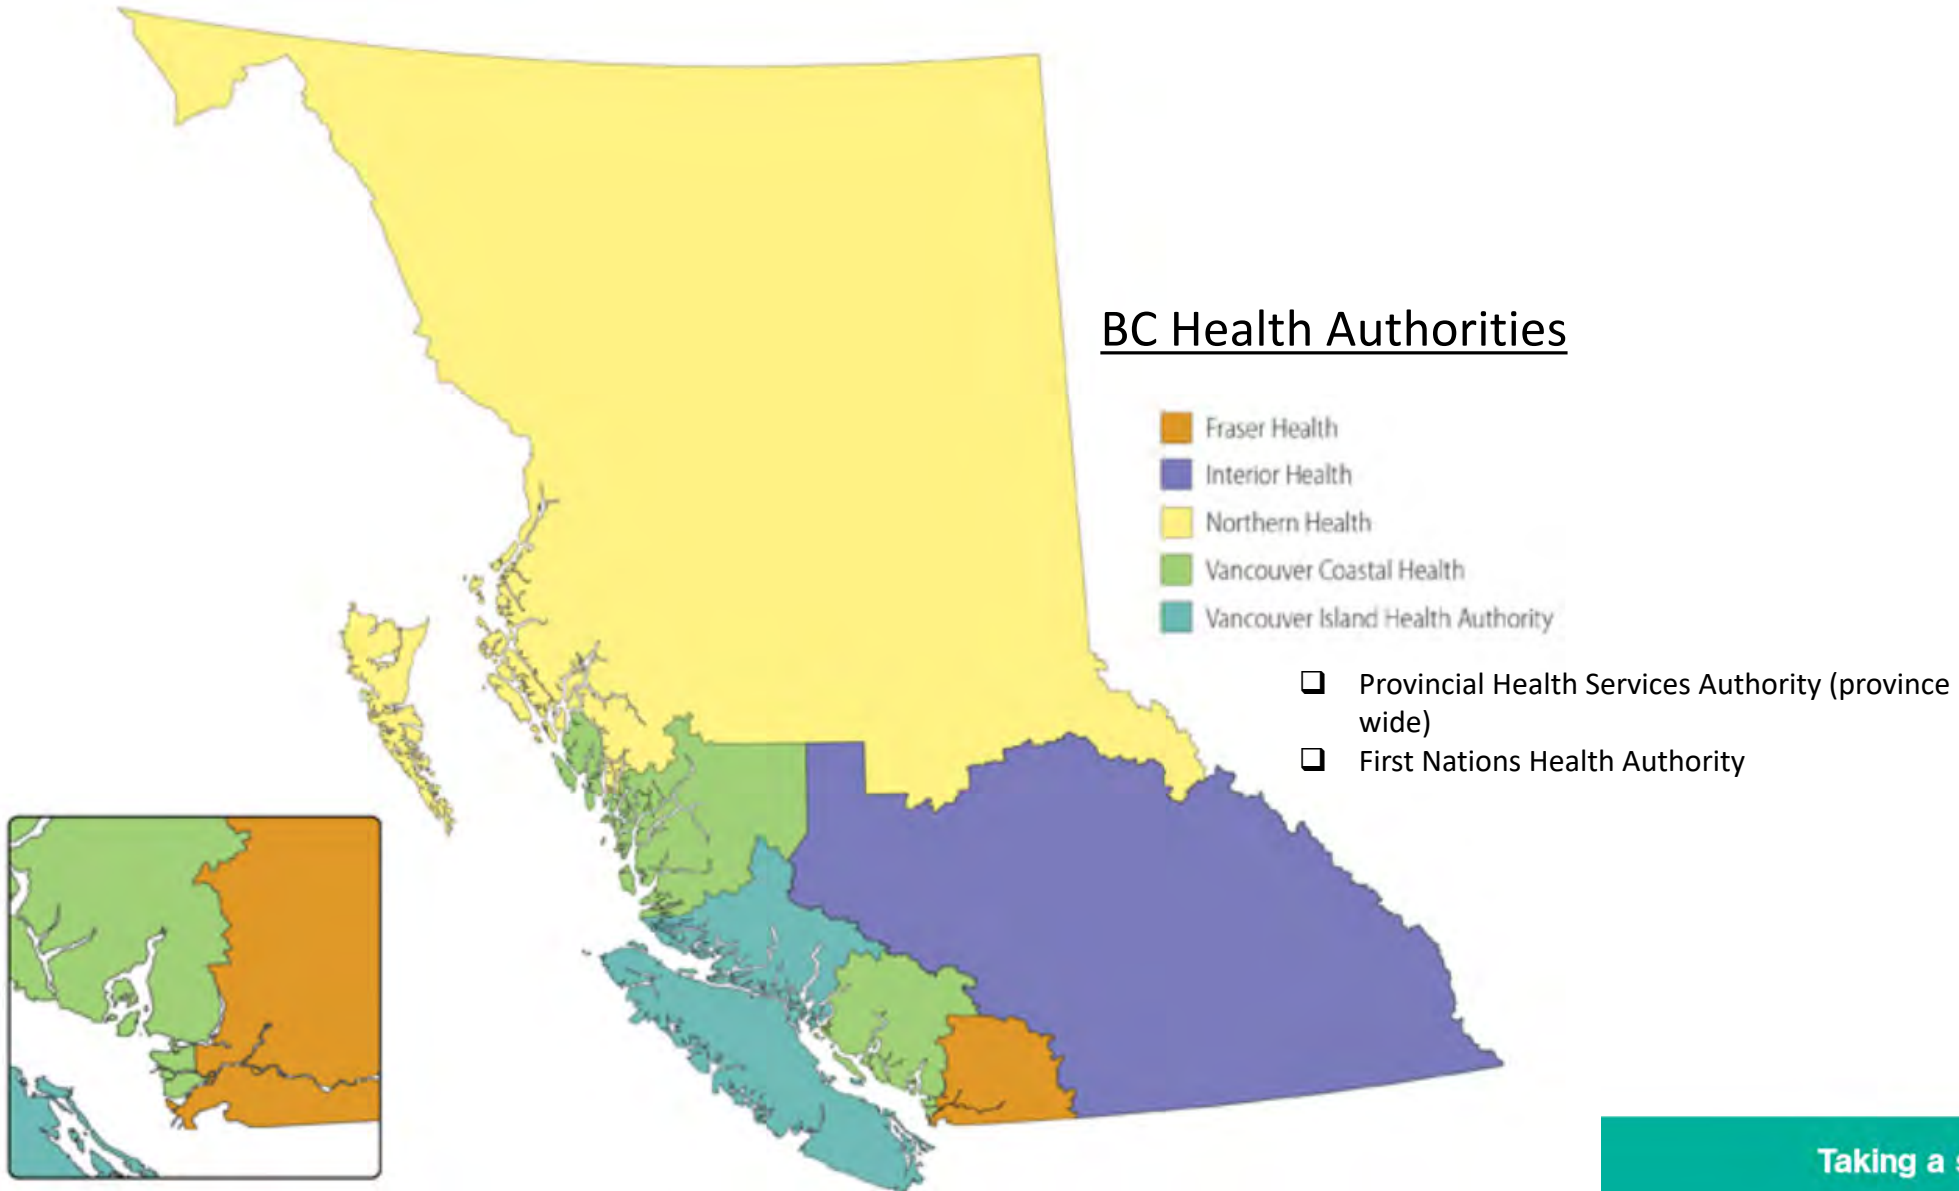 BC Health Authorities
Fraser Health
Interior Health
Northern Health
Vancouver Coastal Health
Vancouver Island Health Authority
Provincial Health Services Authority (province
wide)
First Nations Health Authority
Taking a